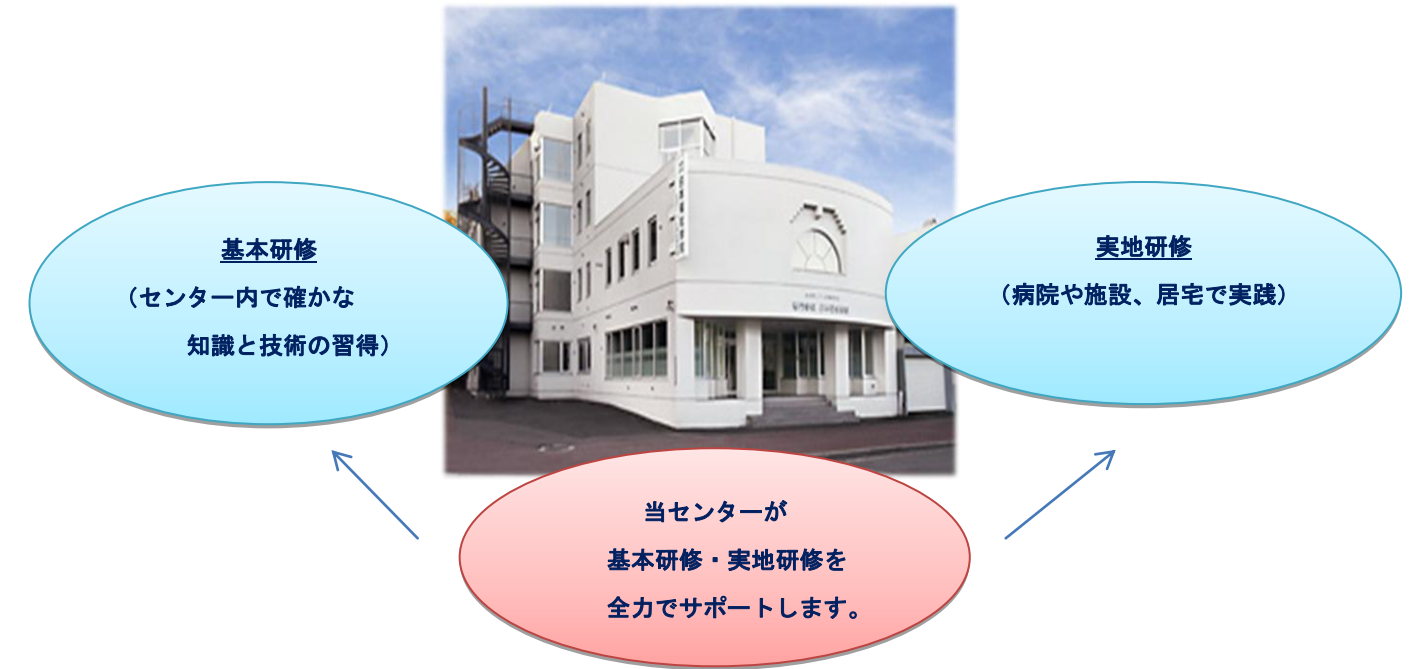 基本研修
（センター内で確かな
知識と技術の習得）
実地研修
（病院や施設、居宅で実践）
当センターが
基本研修・実地研修を
全力でサポートします。